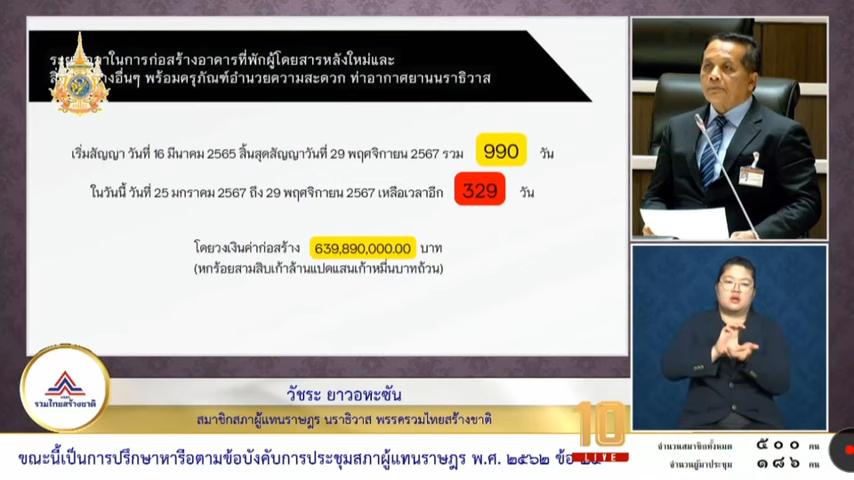 ระยะเวลาในการก่อสร้างอาคารที่พักผู้โดยสารหลังใหม่และ
อื่นๆ พร้อมครุภัณฑ์อำนวยความสะดวก ท่าอากาศยานนราธิวาส
เริ่มสัญญา วันที่ 16 มีนาคม 2565 สิ้นสุดสัญญาวันที่ 29 พฤศจิกายน 2567 รวม 990 วัน
ในวันนี้ วันที่ 25 มกราคม 2567 ถึง 29 พฤศจิกายน 2567 เหลือเวลาอีก 329 วัน
โดยวงเงินค่าก่อสร้าง 639,890,000.00 บาท
(หกร้อยสามสิบเก้าล้านแปดแสนเก้าหมื่นบาทถ้วน)
รวมไทยสร้างชาติ
วัชระ ยาวอหะซัน
สมาชิกสภาผู้แทนราษฎร นราธิวาส พรรครวมไทยสร้างชาติ
10
LIVE
จำนวนสมาชิกทั้งหมด ๕๐๐ คน
จำนวนผู้มาประชุม ๑๘๖ คน
ขณะนี้เป็นการปรึกษาหารือตามข้อบังคับการประชุมสภาผู้แทนราษฎร พ.ศ. ๒๕๖๒ ข้อ